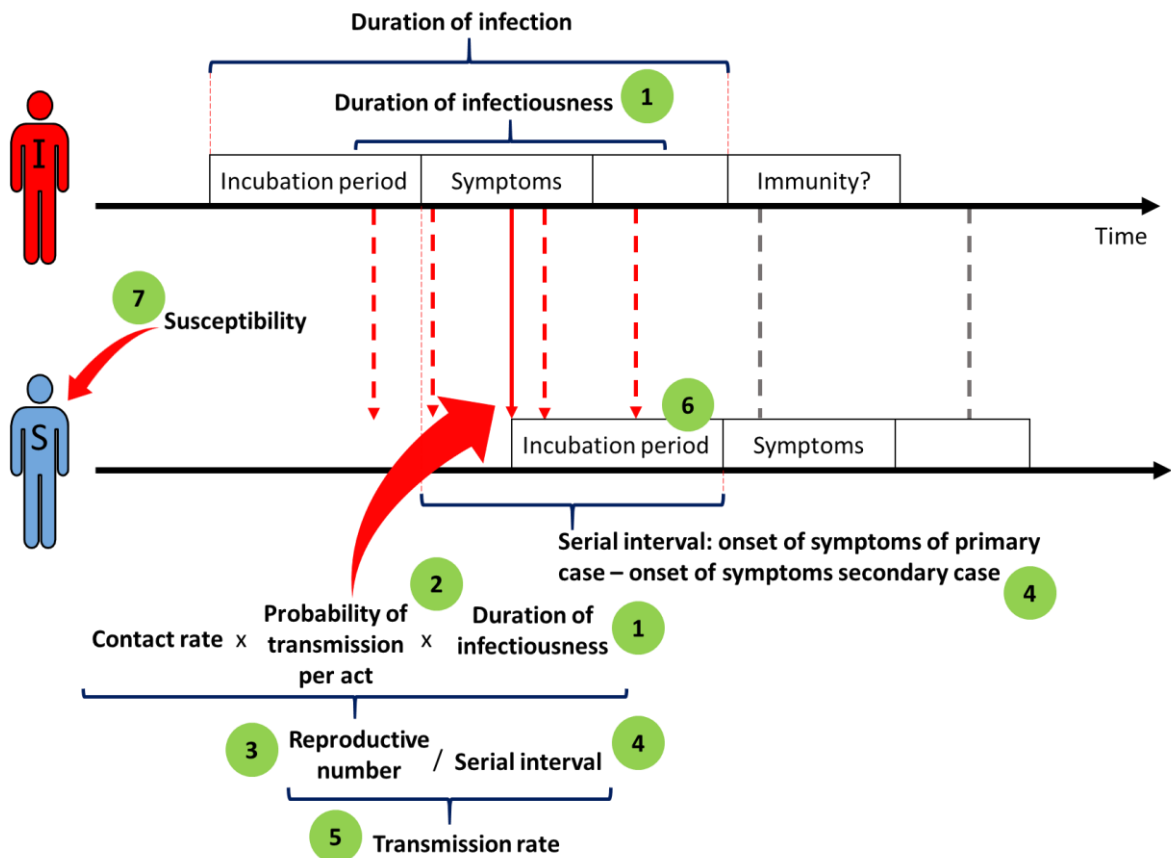 Duration of infection
Duration of infectiousness 1
I
Incubation period Symptoms Immunity?
Time
7
Susceptibility
S
6
Incubation period Symptoms
Serial interval: onset of symptoms of primary
case – onset of symptoms secondary case 4
2
Contact rate x Probability of transmission per act x Duration of infectiousness 1
3 Reproductive number / Serial interval 4
5 Transmission rate